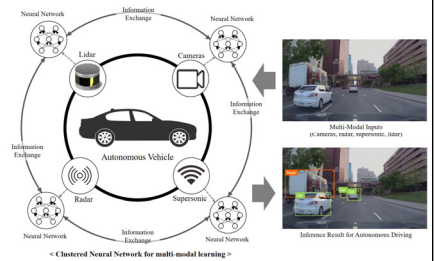 Neural Network
Information
Exchange
Neural Network
Lidar
Cameras
Information
Exchange
Autonomous Vehicle
Information
Exchange
Radar
Supersonic
Neural Network
Information
Exchange
Neural Network
< Clustered Neural Network for multi-modal learning >
Multi-Modal Inputs
(Cameras, radar, supersonic, lidar)
Inference Result for Autonomous Driving